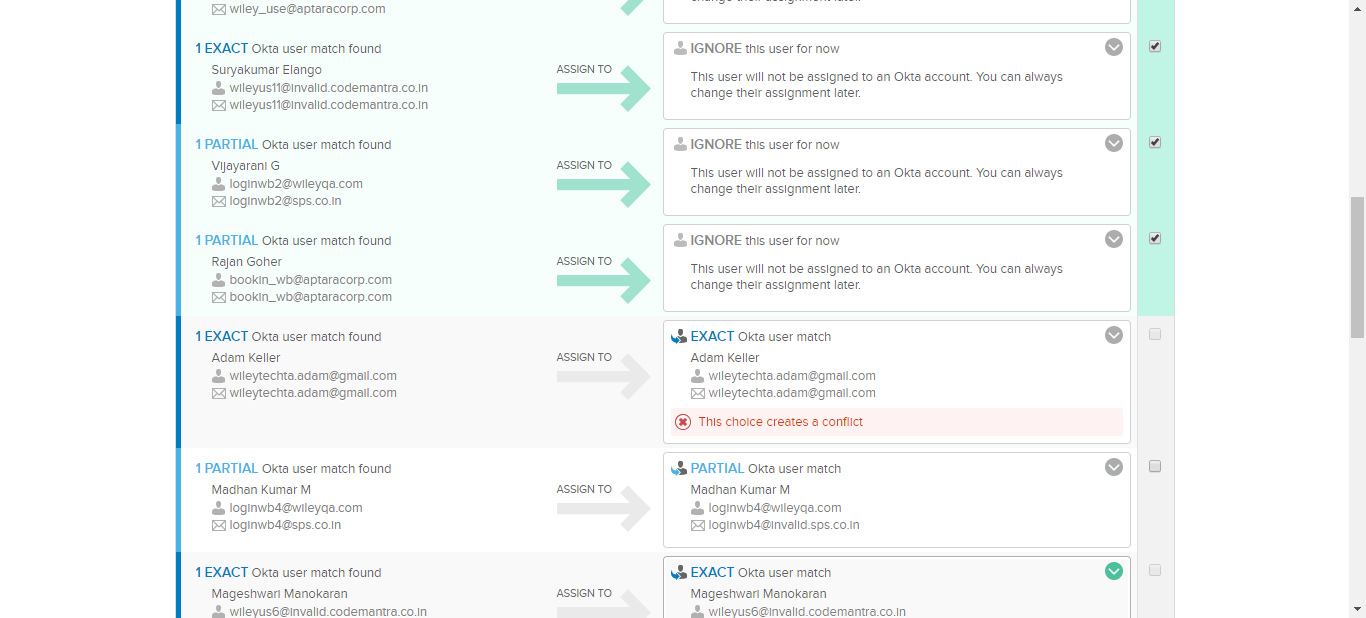 wiley_use@aptaracorp.com
change their assignment later.
1 EXACT Okta user match found
Suryakumar Elango
wileyus11@invalid.codemantra.co.in
wileyus11@invalid.codemantra.co.in
ASSIGN TO
IGNORE this user for now
This user will not be assigned to an Okta account. You can always
change their assignment later.
1 PARTIAL Okta user match found
Vijayarani G
loginwb2@wileyqa.com
loginwb2@sps.co.in
ASSIGN TO
IGNORE this user for now
This user will not be assigned to an Okta account. You can always
change their assignment later.
1 PARTIAL Okta user match found
Rajan Goher
bookin_wb@aptaracorp.com
bookin_wb@aptaracorp.com
ASSIGN TO
IGNORE this user for now
This user will not be assigned to an Okta account. You can always
change their assignment later.
1 EXACT Okta user match found
Adam Keller
wileytechta.adam@gmail.com
wileytechta.adam@gmail.com
ASSIGN TO
EXACT Okta user match
Adam Keller
wileytechta.adam@gmail.com
wileytechta.adam@gmail.com
This choice creates a conflict
1 PARTIAL Okta user match found
Madhan Kumar M
loginwb4@wileyqa.com
loginwb4@sps.co.in
ASSIGN TO
PARTIAL Okta user match
Madhan Kumar M
loginwb4@wileyqa.com
loginwb4@invalid.sps.co.in
1 EXACT Okta user match found
Mageshwari Manokaran
wileyus6@invalid.codemantra.co.in
ASSIGN TO
EXACT Okta user match
Mageshwari Manokaran
wileyus6@invalid.codemantra.co.in